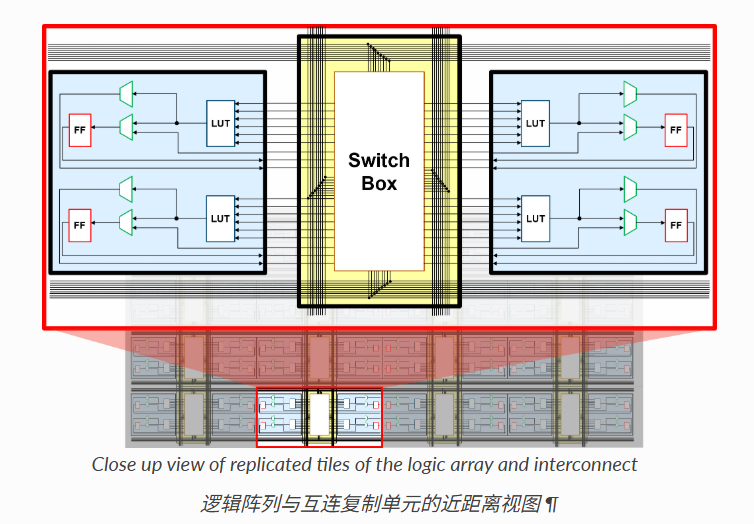 LUT
FF
LUT
FF
Switch
Box
LUT
FF
LUT
FF
Close up view of replicated tiles of the logic array and interconnect
逻辑阵列与互连复制单元的近距离视图 ¶